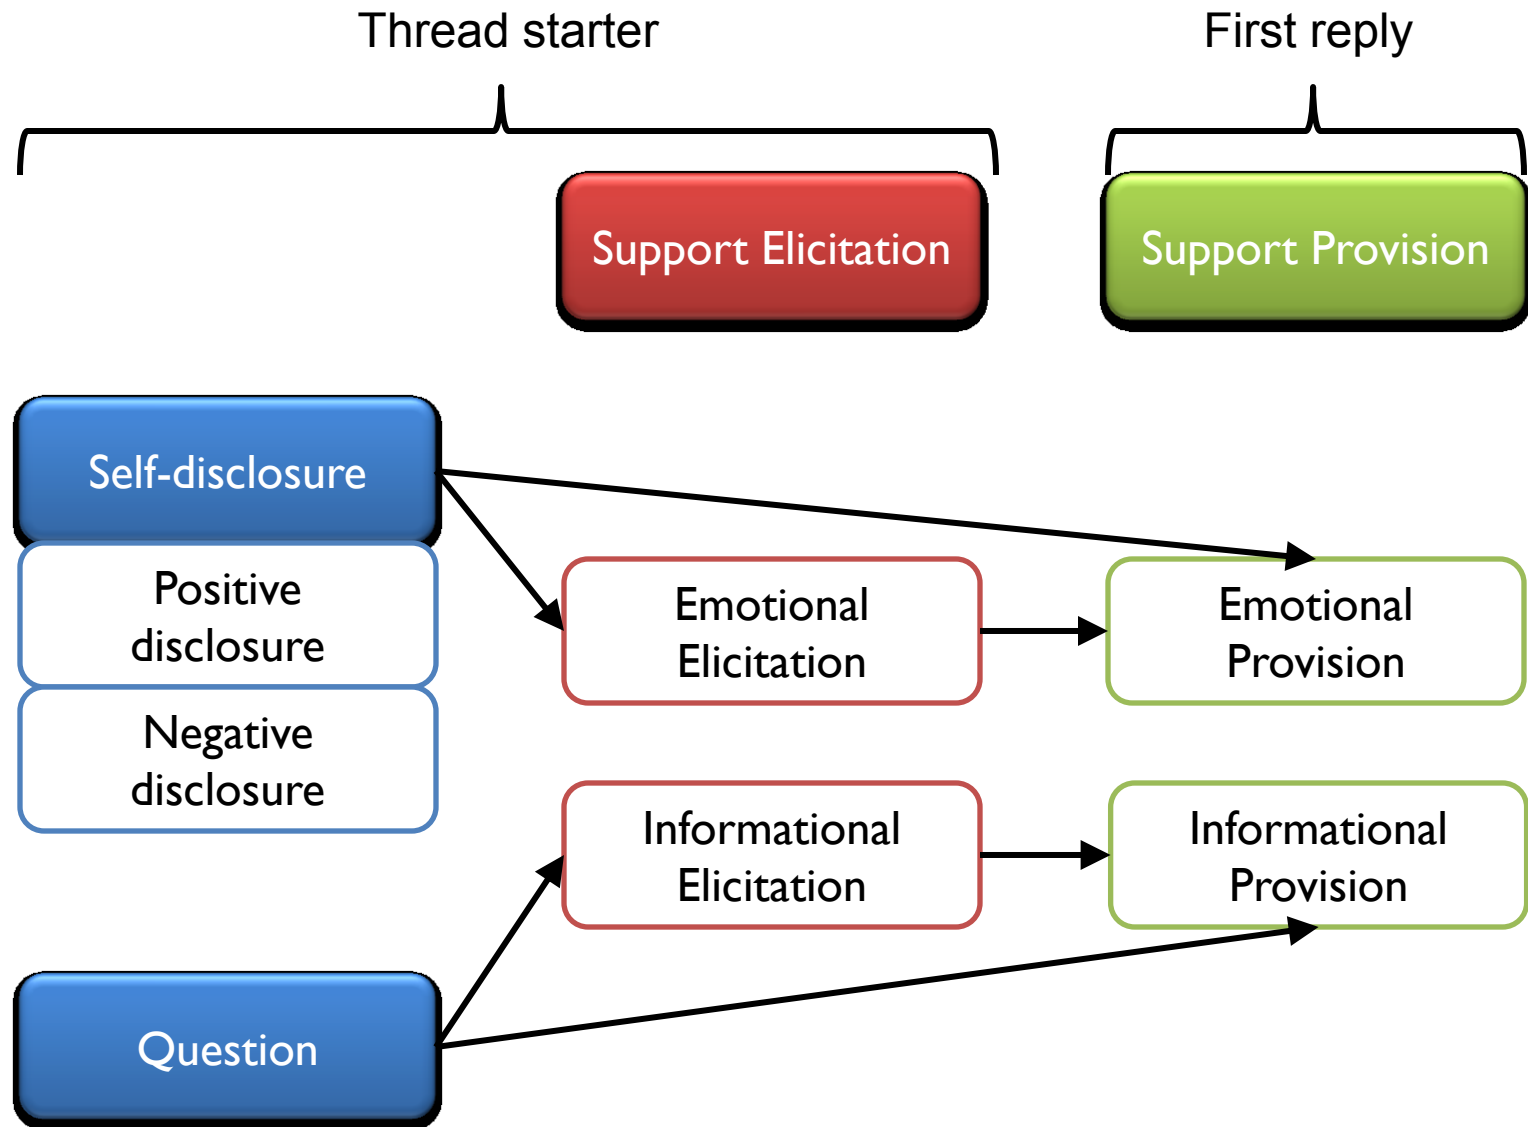 Thread starter
First reply
Support Elicitation
Support Provision
Self-disclosure
Positive
disclosure
Negative
disclosure
Emotional
Elicitation
Emotional
Provision
Informational
Elicitation
Informational
Provision
Question